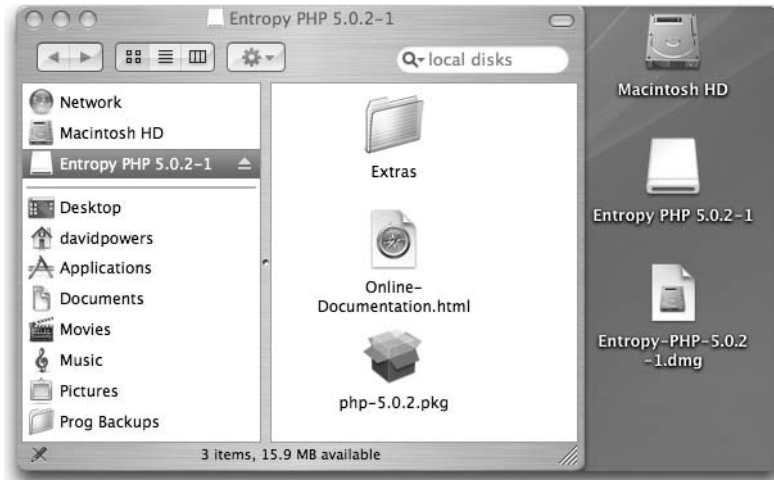 Entropy PHP 5.0.2-1
local disks
Network
Macintosh HD
Entropy PHP 5.0.2-1
Desktop
davidpowers
Applications
Documents
Movies
Music
Pictures
Prog Backups
Extras
Online-
Documentation.html
php-5.0.2.pkg
3 items, 15.9 MB available
Macintosh HD
Entropy PHP 5.0.2-1
Entropy-PHP-5.0.2
-1.dmg